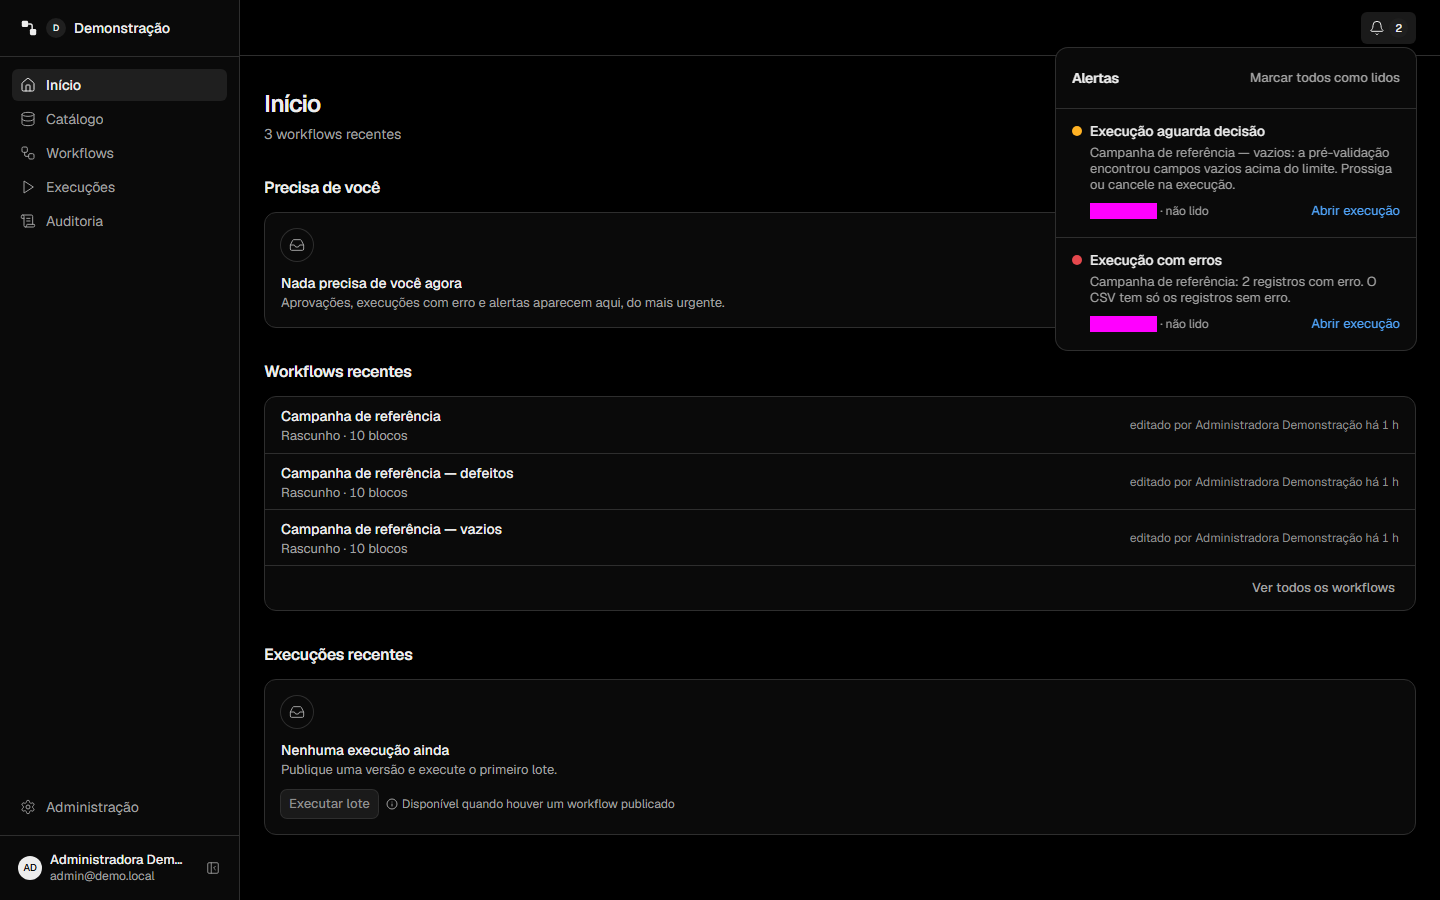 D Demonstração
2
Início
Catálogo
Workflows
Execuções
Auditoria
Administração
AD
Administradora Dem...
admin@demo.local
Início
3 workflows recentes
Precisa de você
Nada precisa de você agora
Aprovações, execuções com erro e alertas aparecem aqui, do mais urgente.
Alertas
Marcar todos como lidos
Execução aguarda decisão
Campanha de referência — vazios: a pré-validação
encontrou campos vazios acima do limite. Prossiga
ou cancele na execução.
· não lido
Abrir execução
Execução com erros
Campanha de referência: 2 registros com erro. O
CSV tem só os registros sem erro.
· não lido
Abrir execução
Workflows recentes
Campanha de referência
Rascunho · 10 blocos
editado por Administradora Demonstração há 1 h
Campanha de referência — defeitos
Rascunho · 10 blocos
editado por Administradora Demonstração há 1 h
Campanha de referência — vazios
Rascunho · 10 blocos
editado por Administradora Demonstração há 1 h
Ver todos os workflows
Execuções recentes
Nenhuma execução ainda
Publique uma versão e execute o primeiro lote.
Executar lote
Disponível quando houver um workflow publicado